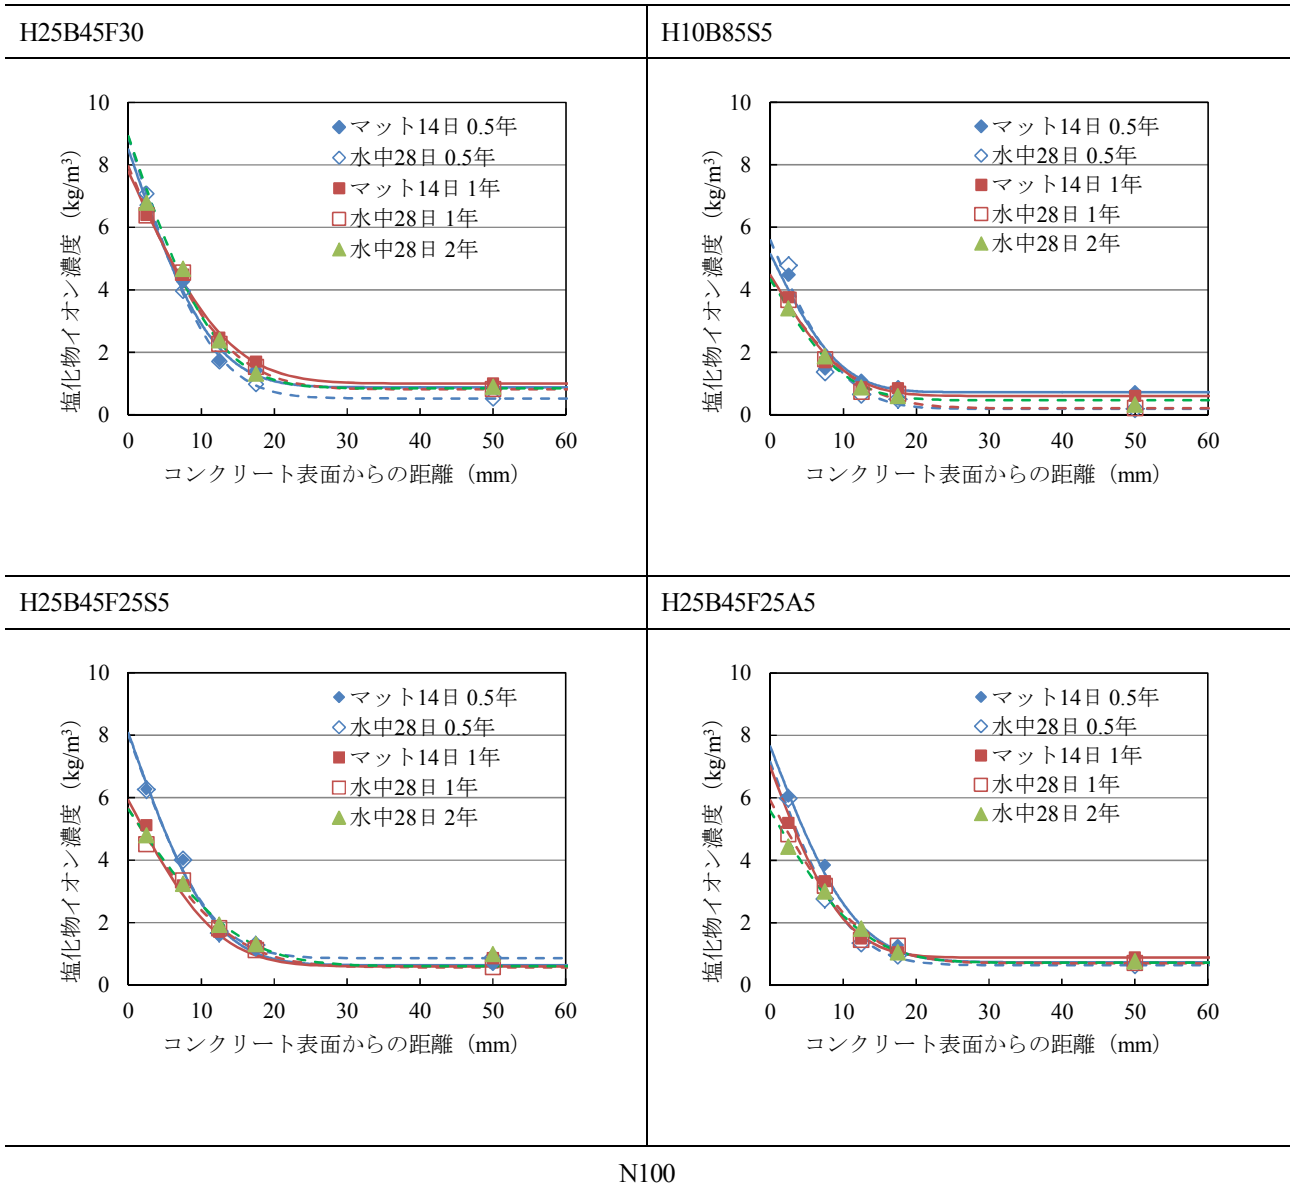 H25B45F30
H10B85S5
塩化物イオン濃度（kg/m³）
10
8
6
4
2
0
マット14日 0.5年
水中28日 0.5年
マット14日 1年
水中28日 1年
水中28日 2年
0 10 20 30 40 50 60
コンクリート表面からの距離（mm）
塩化物イオン濃度（kg/m³）
10
8
6
4
2
0
マット14日 0.5年
水中28日 0.5年
マット14日 1年
水中28日 1年
水中28日 2年
0 10 20 30 40 50 60
コンクリート表面からの距離（mm）
H25B45F25S5
H25B45F25A5
塩化物イオン濃度（kg/m³）
10
8
6
4
2
0
マット14日 0.5年
水中28日 0.5年
マット14日 1年
水中28日 1年
水中28日 2年
0 10 20 30 40 50 60
コンクリート表面からの距離（mm）
塩化物イオン濃度（kg/m³）
10
8
6
4
2
0
マット14日 0.5年
水中28日 0.5年
マット14日 1年
水中28日 1年
水中28日 2年
0 10 20 30 40 50 60
コンクリート表面からの距離（mm）
N100